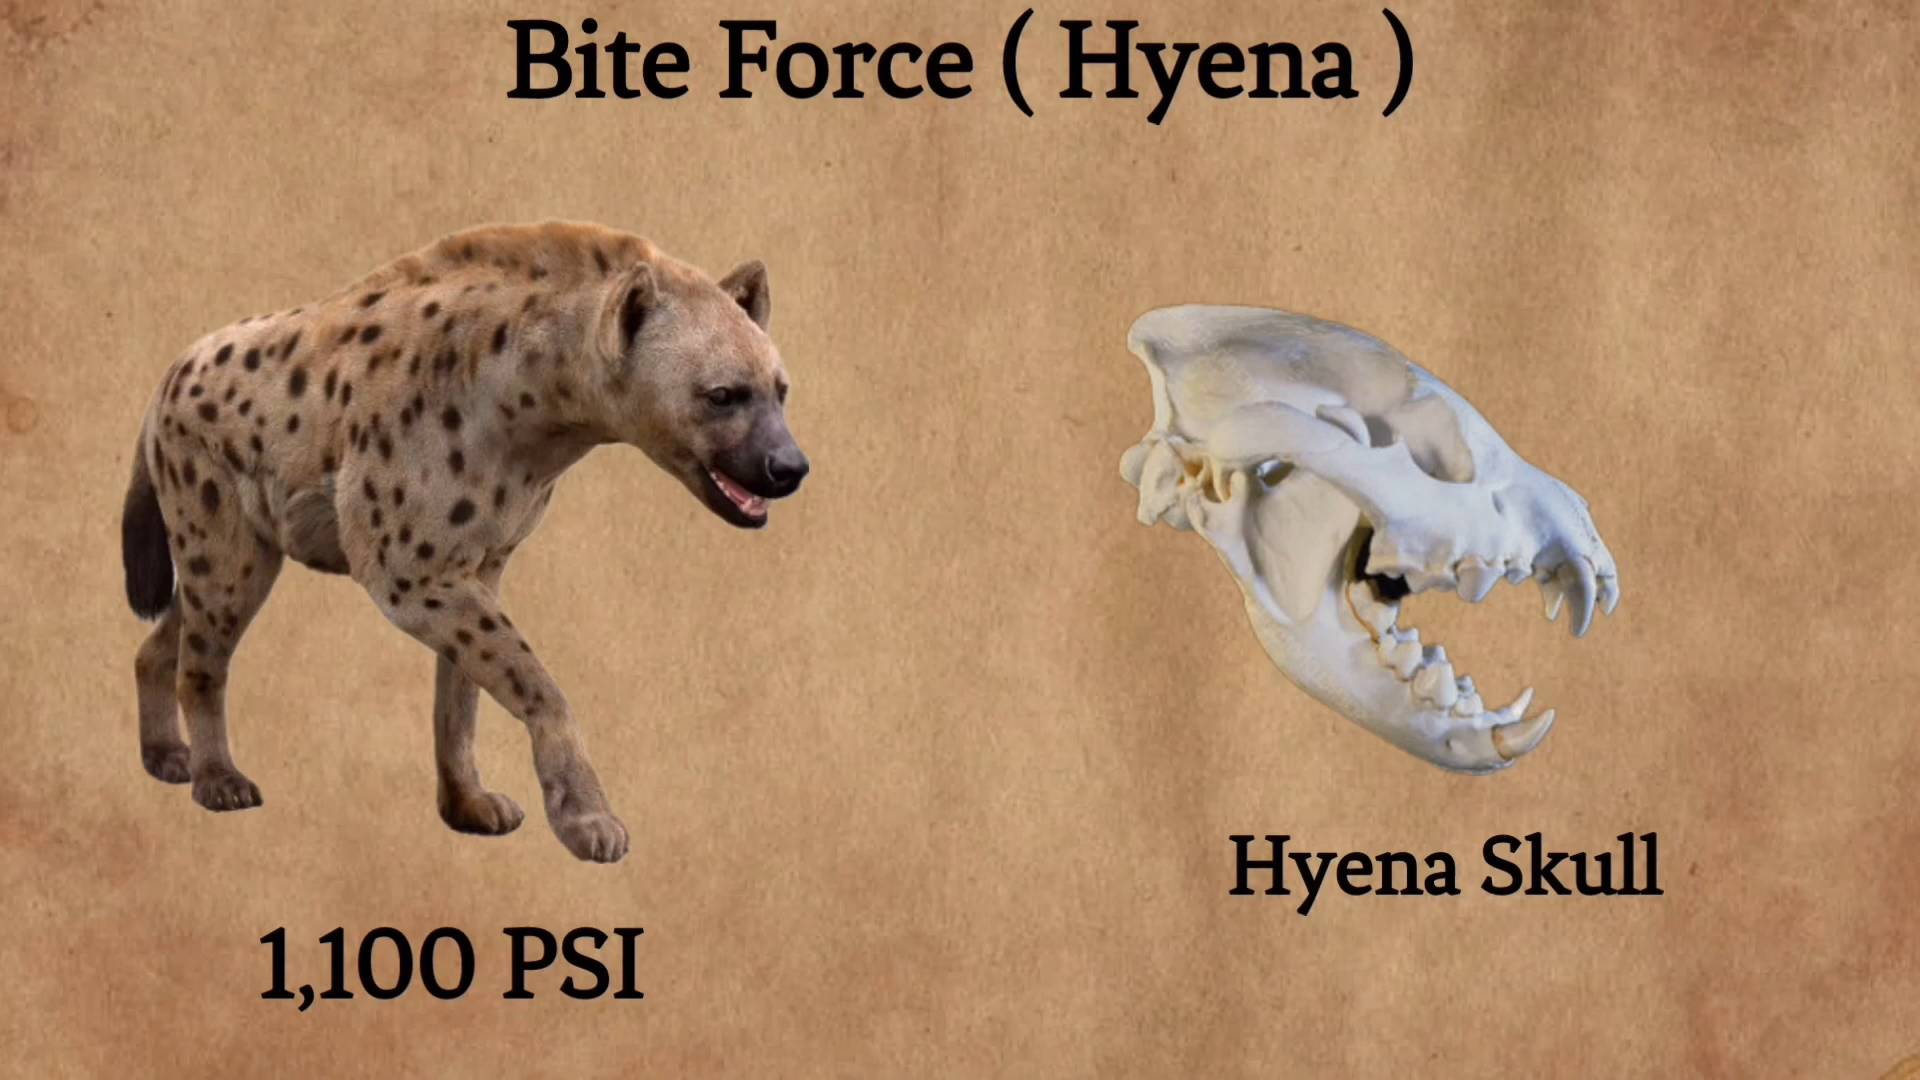 Bite Force ( Hyena )
Hyena Skull
1,100 PSI